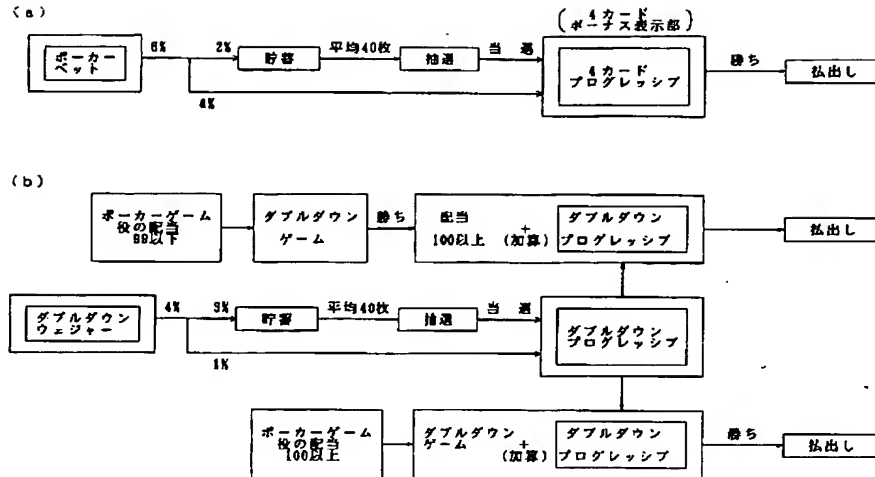 (a)
ポーカー
ベット
6%
2%
貯蓄
平均40枚
抽選
当 選
4%
(4カード
ボーナス表示部)
4カード
プログレッシブ
勝ち
払出し
(b)
ポーカーゲーム
役の配当
99以下
ダブルダウン
ゲーム
勝ち
配当
100以上
+
(加算)
ダブルダウン
プログレッシブ
払出し
ダブルダウン
ウェジャー
4%
3%
貯蓄
平均40枚
抽選
当 選
1%
ダブルダウン
プログレッシブ
ポーカーゲーム
役の配当
100以上
ダブルダウン
ゲーム
+
(加算)
ダブルダウン
プログレッシブ
勝ち
払出し